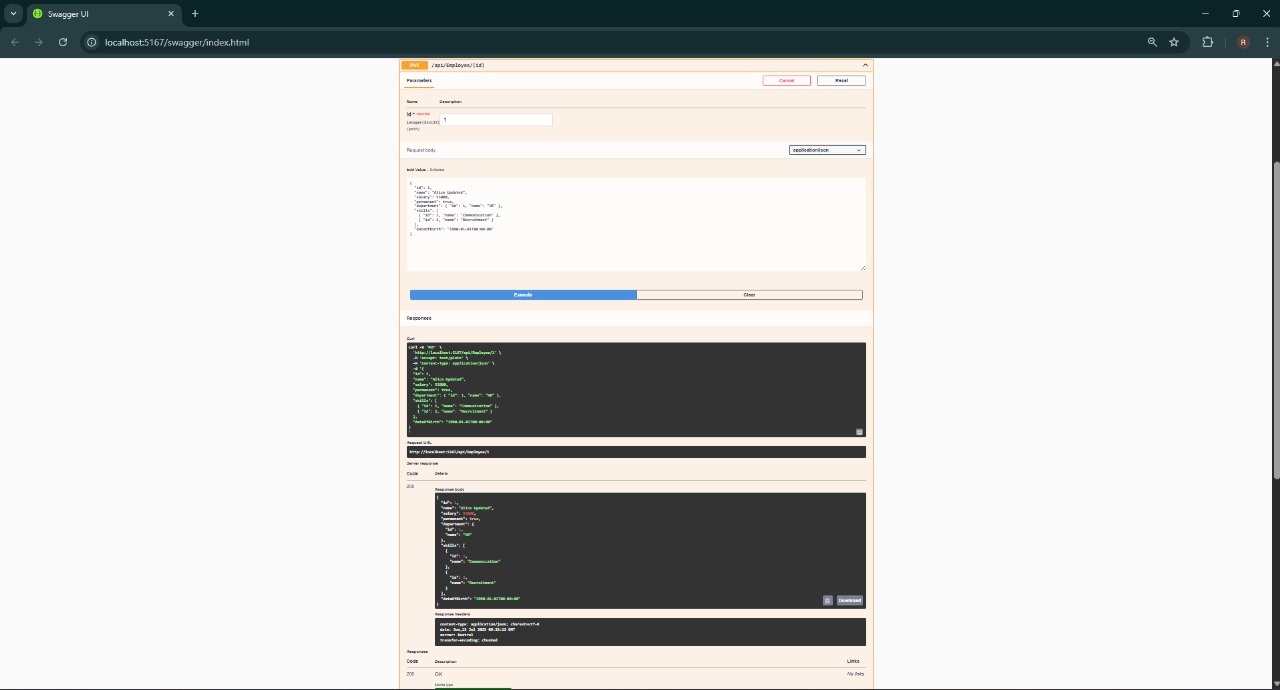 Swagger UI
localhost:5167/swagger/index.html
R
PUT /api/Employee/{id}
Parameters
Cancel
Reset
Name
Description
id * required
integer($int32)
(path)
1
Request body
application/json
Edit Value | Schema
{
"id": 1,
"name": "Alice Updated",
"salary": 55000,
"permanent": true,
"department": { "id": 1, "name": "HR" },
"skills": [
{ "id": 1, "name": "Communication" },
{ "id": 2, "name": "Recruitment" }
],
"dateOfBirth": "1990-01-01T00:00:00"
}
Execute
Clear
Responses
Curl
curl -X 'PUT' \
'http://localhost:5167/api/Employee/1' \
-H 'accept: text/plain' \
-H 'Content-Type: application/json' \
-d '{
"id": 1,
"name": "Alice Updated",
"salary": 55000,
"permanent": true,
"department": { "id": 1, "name": "HR" },
"skills": [
{ "id": 1, "name": "Communication" },
{ "id": 2, "name": "Recruitment" }
],
"dateOfBirth": "1990-01-01T00:00:00"
}
'
Request URL
http://localhost:5167/api/Employee/1
Server response
Code
Details
200
Response body
{
"id": 1,
"name": "Alice Updated",
"salary": 55000,
"permanent": true,
"department": {
"id": 1,
"name": "HR"
},
"skills": [
{
"id": 1,
"name": "Communication"
},
{
"id": 2,
"name": "Recruitment"
}
],
"dateOfBirth": "1990-01-01T00:00:00"
}
Download
Response headers
content-type: application/json; charset=utf-8
server: Kestrel
transfer-encoding: chunked
Responses
Code
Description
Links
200
OK
No links
Media type